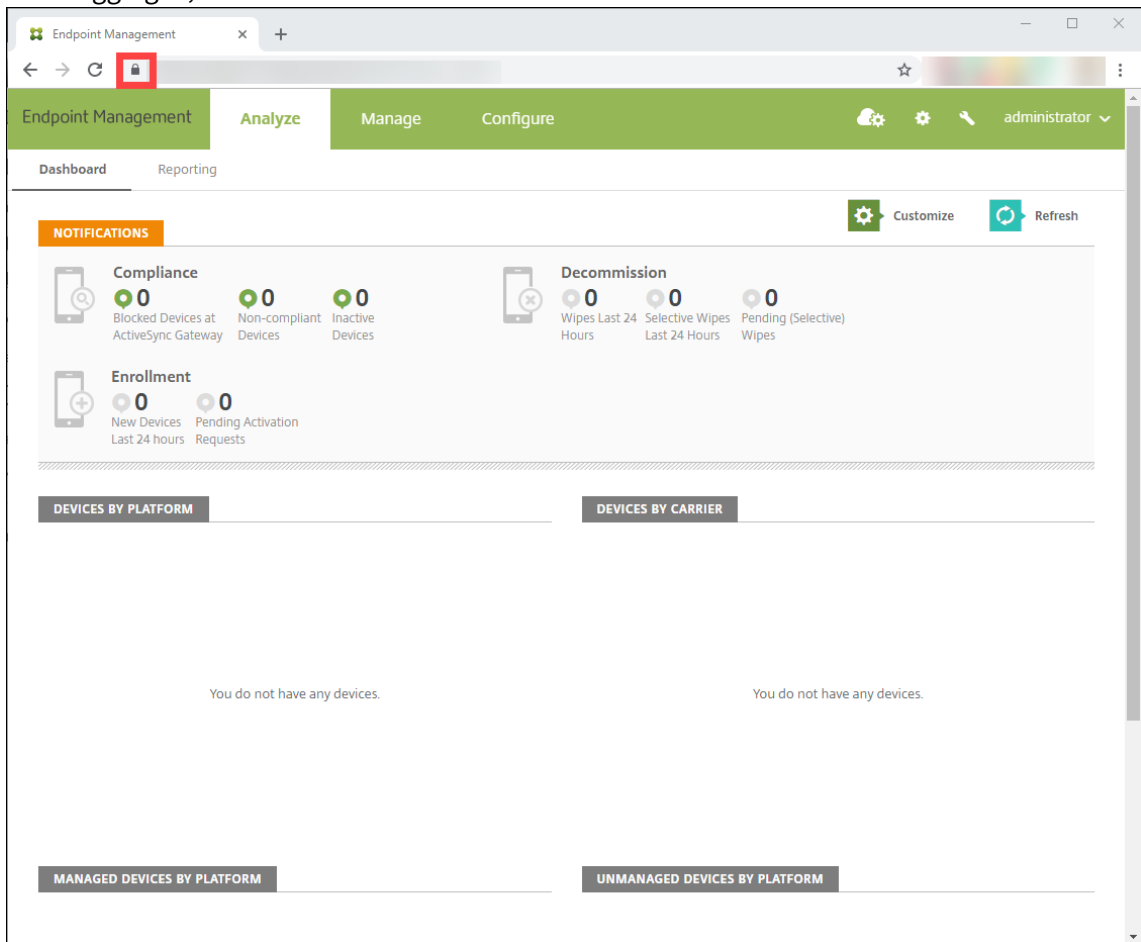 Endpoint Management
Endpoint Management Analyze Manage Configure administrator
Dashboard Reporting
Customize Refresh
NOTIFICATIONS
Compliance
0 0 0
Blocked Devices at Non-compliant Inactive
ActiveSync Gateway Devices Devices
Decommission
0 0 0
Wipes Last 24 Selective Wipes Pending (Selective)
Hours Last 24 Hours Wipes
Enrollment
0 0
New Devices Pending Activation
Last 24 hours Requests
DEVICES BY PLATFORM DEVICES BY CARRIER
You do not have any devices. You do not have any devices.
MANAGED DEVICES BY PLATFORM UNMANAGED DEVICES BY PLATFORM